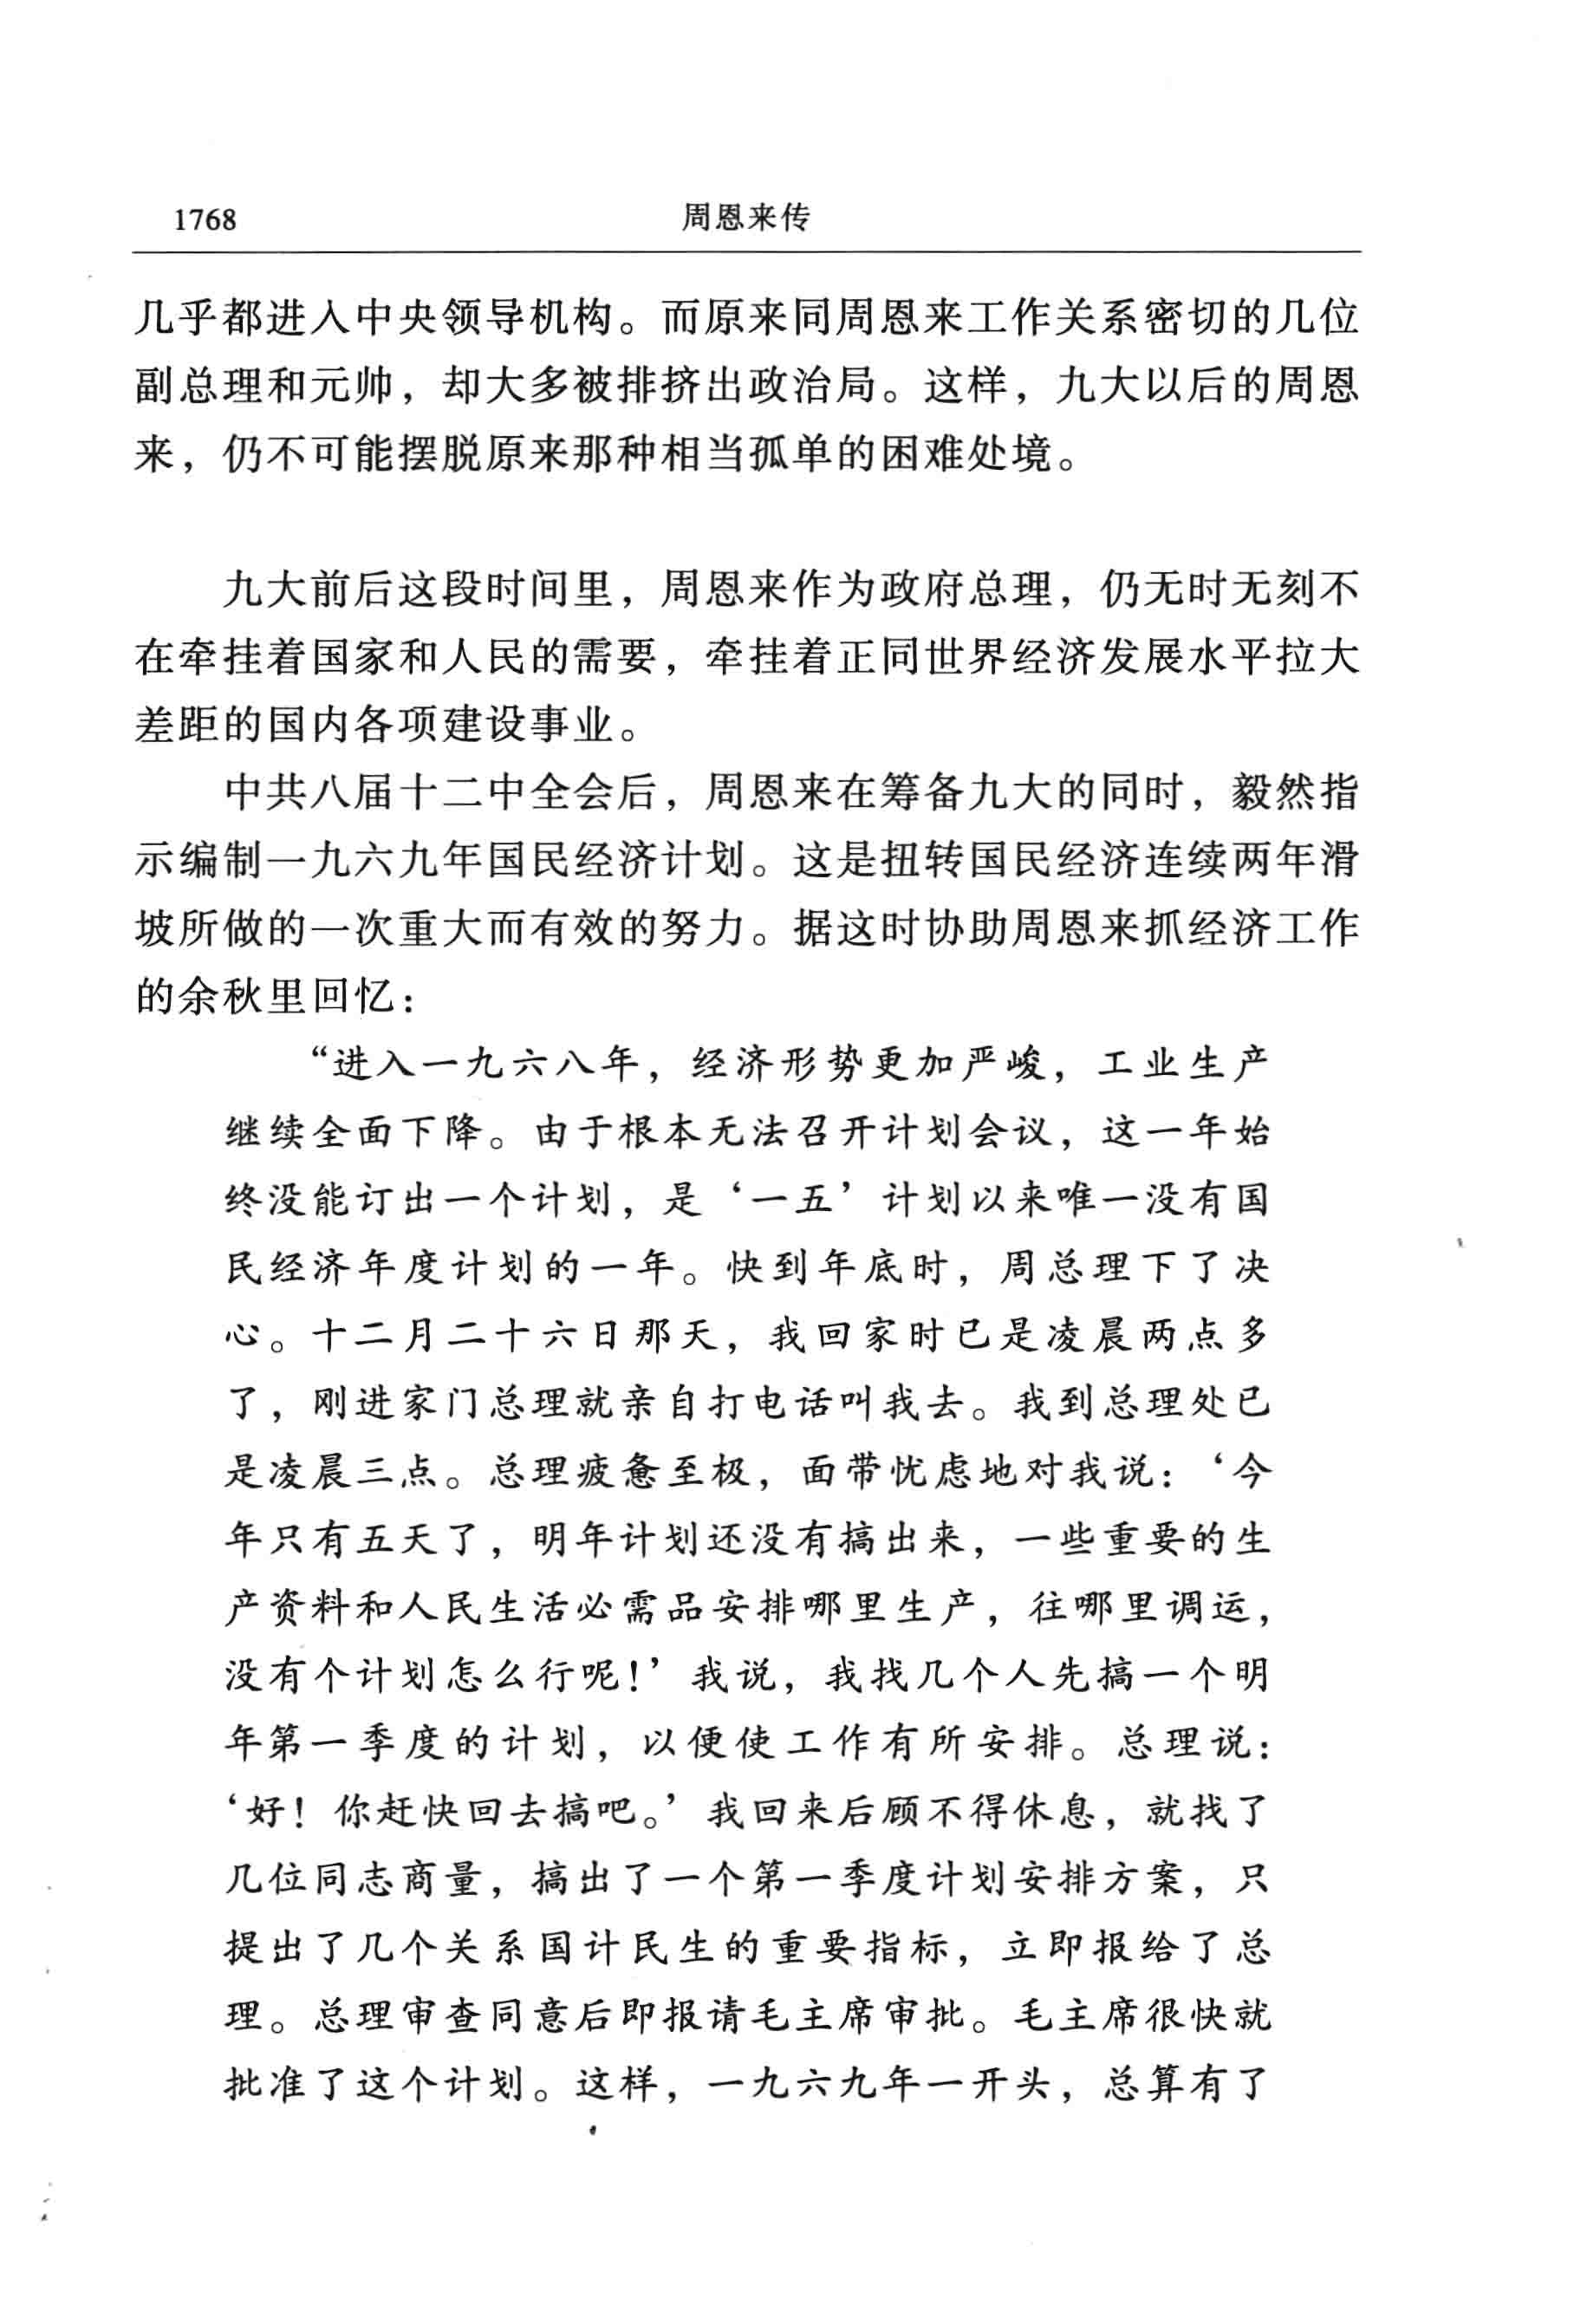 1768
周恩来传
几乎都进入中央领导机构。而原来同周恩来工作关系密切的几位
副总理和元帅，却大多被排挤出政治局。这样，九大以后的周恩
来，仍不可能摆脱原来那种相当孤单的困难处境。
九大前后这段时间里，周恩来作为政府总理，仍无时无刻不
在牵挂着国家和人民的需要，牵挂着正同世界经济发展水平拉大
差距的国内各项建设事业。
中共八届十二中全会后，周恩来在筹备九大的同时，毅然指
示编制一九六九年国民经济计划。这是扭转国民经济连续两年滑
坡所做的一次重大而有效的努力。据这时协助周恩来抓经济工作
的余秋里回忆：
“进入一九六八年，经济形势更加严峻，工业生产
继续全面下降。由于根本无法召开计划会议，这一年始
终没能订出一个计划，是‘一五’计划以来唯一没有国
民经济年度计划的一年。快到年底时，周总理下了决
心。十二月二十六日那天，我回家时已是凌晨两点多
了，刚进家门总理就亲自打电话叫我去。我到总理处已
是凌晨三点。总理疲惫至极，面带忧虑地对我说：‘今
年只有五天了，明年计划还没有搞出来，一些重要的生
产资料和人民生活必需品安排哪里生产，往哪里调运，
没有个计划怎么行呢！’我说，我找几个人先搞一个明
年第一季度的计划，以便使工作有所安排。总理说：
‘好！你赶快回去搞吧。’我回来后顾不得休息，就找了
几位同志商量，搞出了一个第一季度计划安排方案，只
提出了几个关系国计民生的重要指标，立即报给了总
理。总理审查同意后即报请毛主席审批。毛主席很快就
批准了这个计划。这样，一九六九年一开头，总算有了